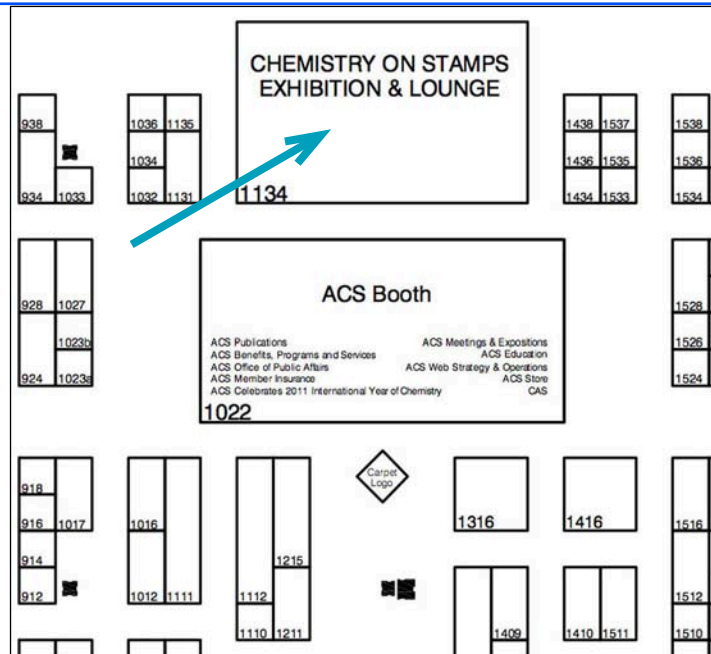 CHEMISTRY ON STAMPS
EXHIBITION & LOUNGE
938
1036 1135
1438 1537
1538
1034
1436 1535
1536
934 1033
1032 1131
1134
1434 1533
1534
ACS Booth
928 1027
1528
1023b
ACS Publications
ACS Benefits, Programs and Services
ACS Office of Public Affairs
ACS Member Insurance
ACS Celebrates 2011 International Year of Chemistry
ACS Meetings & Expositions
ACS Education
ACS Web Strategy & Operations
ACS Store
CAS
1526
924 1023a
1524
1022
918
Carpet
Logo
916 1017
1016
1316
1416
1516
914
1215
912
1012 1111
1112
1512
1110 1211
1409
1410 1511
1510